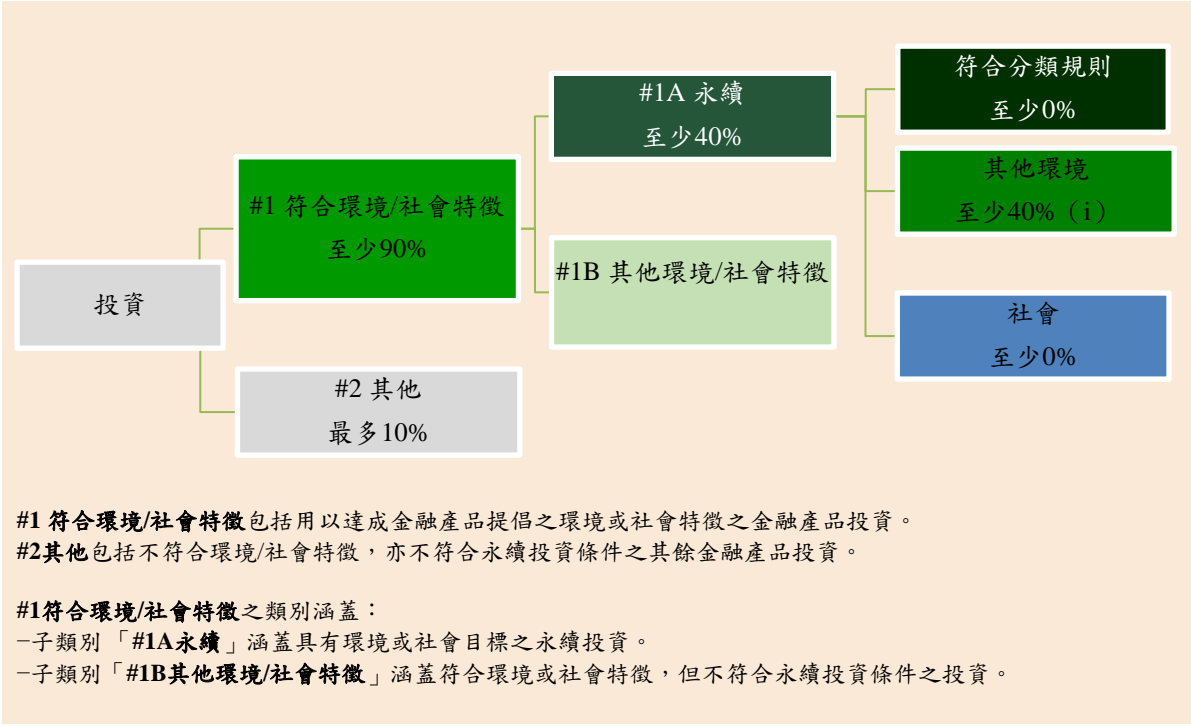 投資
#1 符合環境/社會特徵
至少90%
#2 其他
最多10%
#1A 永續
至少40%
#1B 其他環境/社會特徵
符合分類規則
至少0%
其他環境
至少40%（i）
社會
至少0%
#1 符合環境/社會特徵包括用以達成金融產品提倡之環境或社會特徵之金融產品投資。
#2其他包括不符合環境/社會特徵，亦不符合永續投資條件之其餘金融產品投資。
#1符合環境/社會特徵之類別涵蓋：
−子類別「#1A永續」涵蓋具有環境或社會目標之永續投資。
−子類別「#1B其他環境/社會特徵」涵蓋符合環境或社會特徵，但不符合永續投資條件之投資。